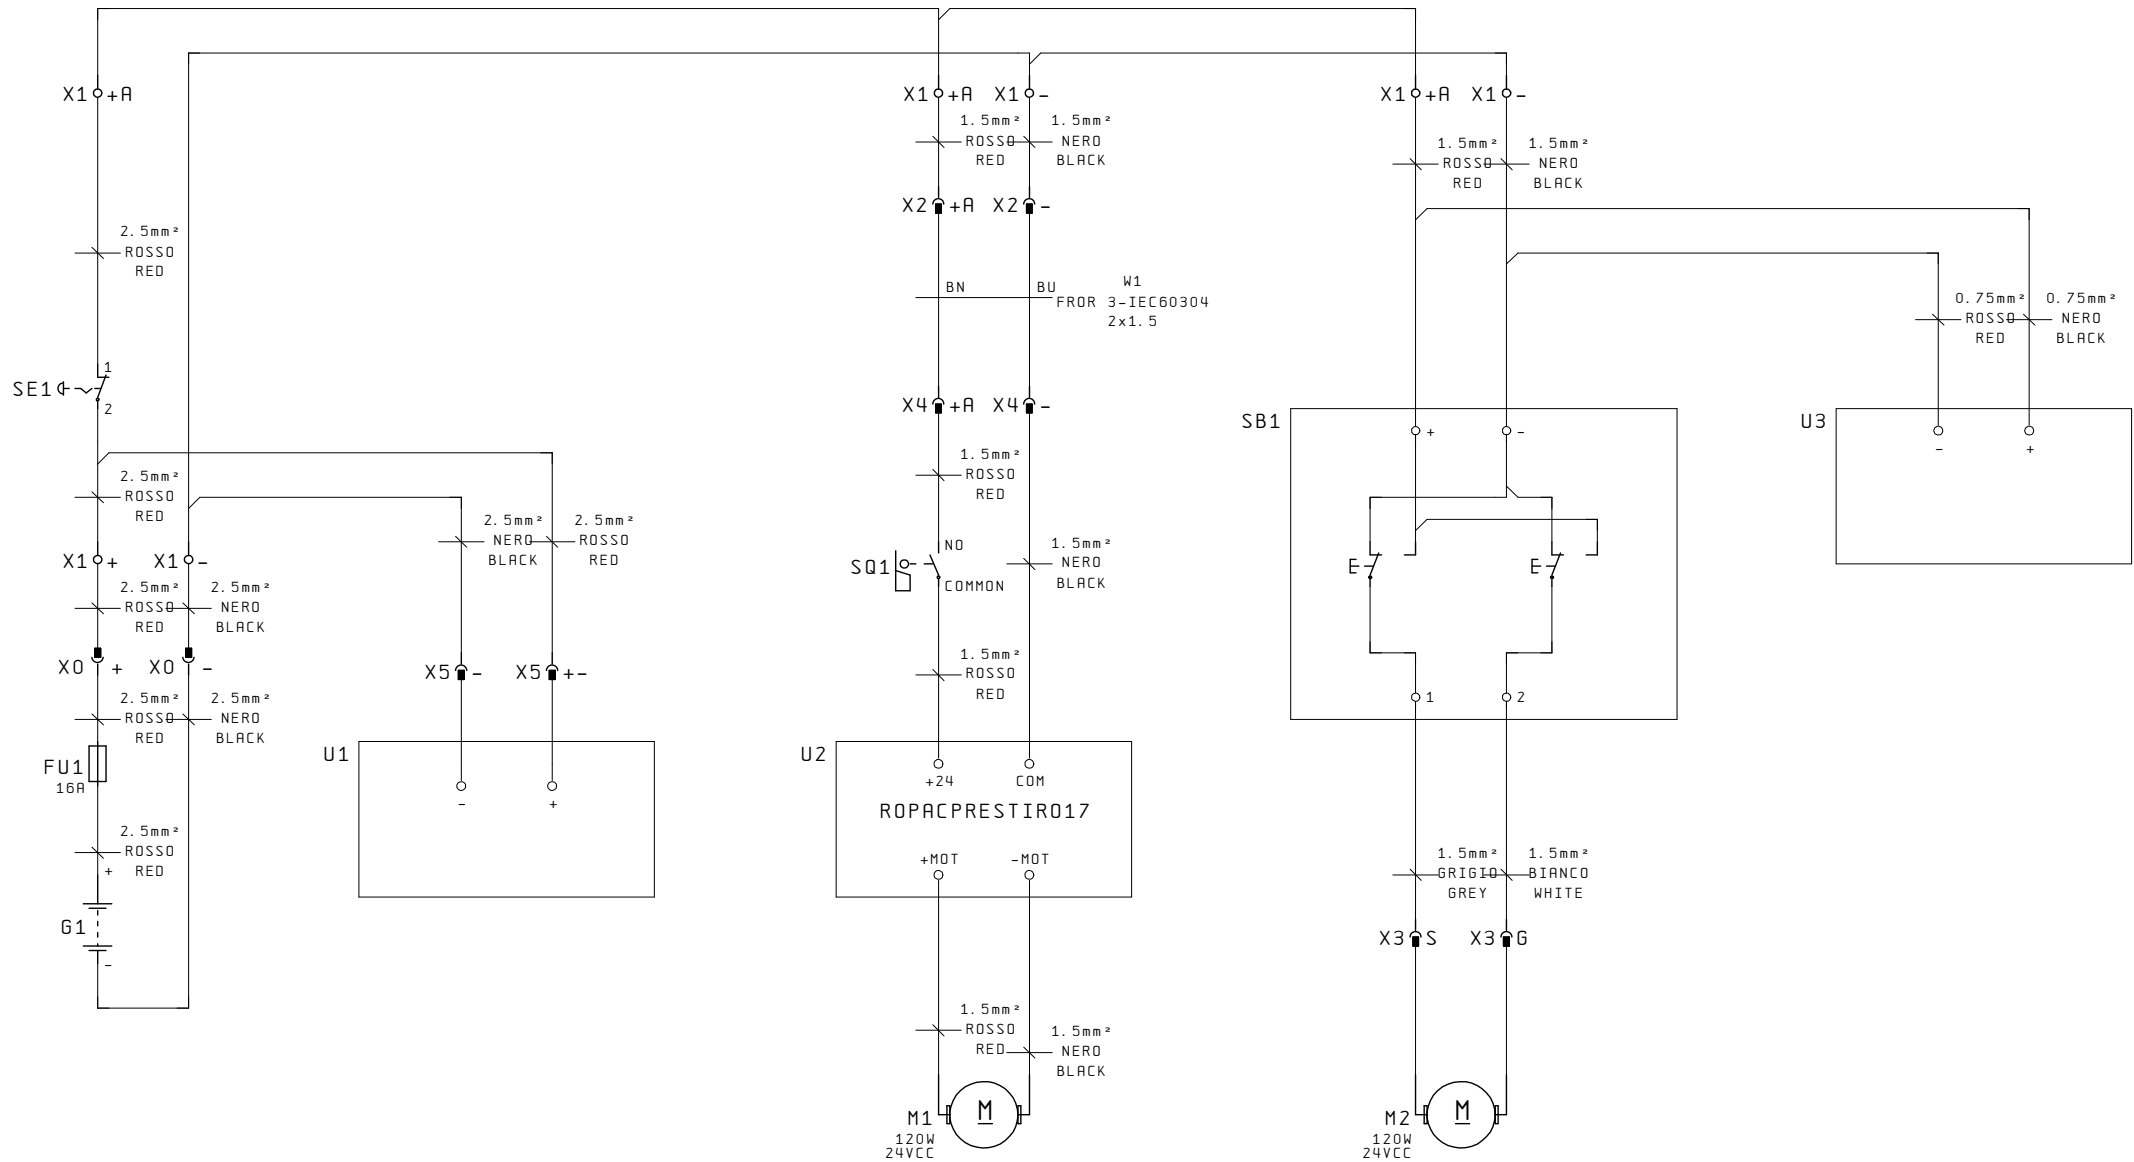 X1 +A
X1 +A
X1 -
X1 +A
X1 -
1.5mm²
ROSSO
RED
1.5mm²
NERO
BLACK
1.5mm²
ROSSO
RED
1.5mm²
NERO
BLACK
X2 +A
X2 -
2.5mm²
ROSSO
RED
BN
BU
W1
FROR 3-IEC60304
2x1.5
0.75mm²
ROSSO
RED
0.75mm²
NERO
BLACK
SE1
1
2
X4 +A
X4 -
SB1
+
-
U3
-
+
2.5mm²
ROSSO
RED
1.5mm²
ROSSO
RED
2.5mm²
NERO
BLACK
2.5mm²
ROSSO
RED
X1 +
X1 -
SQ1
NO
COMMON
1.5mm²
NERO
BLACK
E
E
2.5mm²
ROSSO
RED
2.5mm²
NERO
BLACK
X0 +
X0 -
X5 -
X5 +-
1.5mm²
ROSSO
RED
1
2
2.5mm²
ROSSO
RED
2.5mm²
NERO
BLACK
FU1
16A
U1
-
+
U2
+24
COM
ROPACPRESTIRO17
+MOT
-MOT
2.5mm²
ROSSO
RED
+
G1
-
1.5mm²
GRIGIO
GREY
1.5mm²
BIANCO
WHITE
X3 S
X3 G
1.5mm²
ROSSO
RED
1.5mm²
NERO
BLACK
M1
120W
24VCC
M
M2
120W
24VCC
M